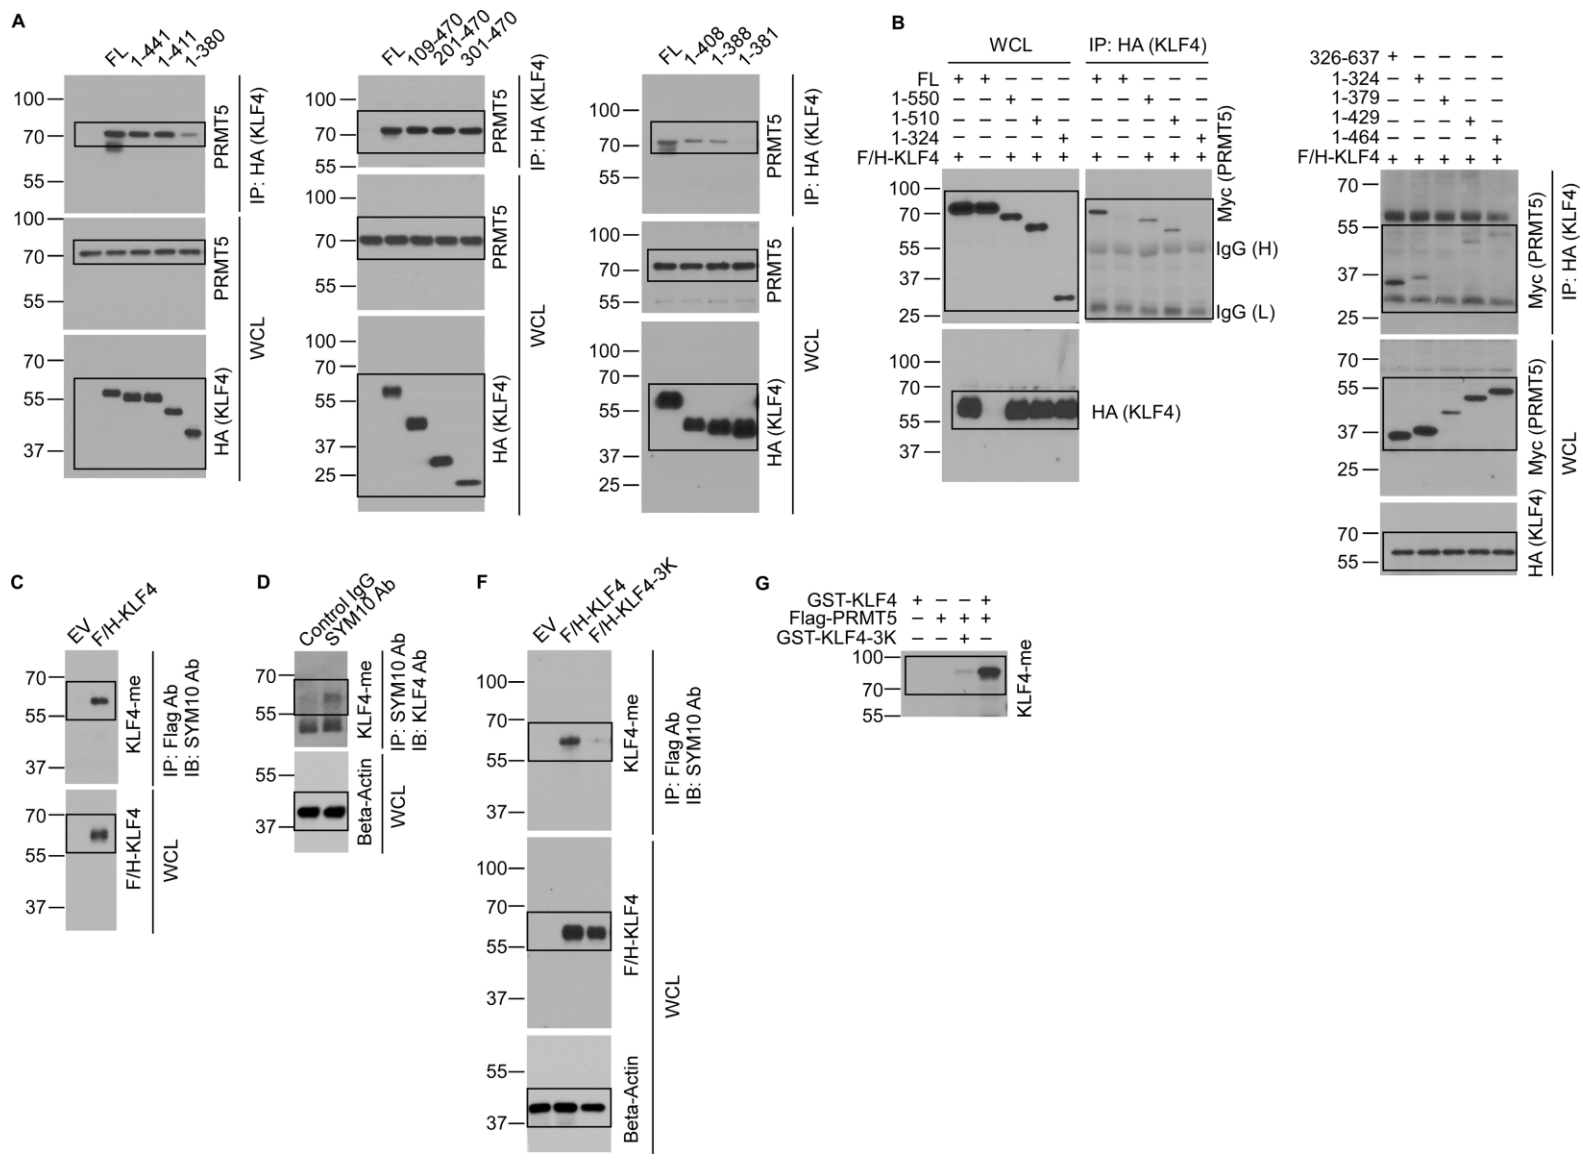 A
FL
1-441
1-411
1-380
100
70
55
PRMT5
IP: HA (KLF4)
100
70
55
PRMT5
70
55
37
HA (KLF4)
WCL
FL
109-470
201-470
301-470
100
70
55
PRMT5
IP: HA (KLF4)
100
70
55
PRMT5
100
70
55
37
25
HA (KLF4)
WCL
FL
1-408
1-388
1-381
100
70
55
PRMT5
IP: HA (KLF4)
100
70
55
PRMT5
100
70
55
37
25
HA (KLF4)
WCL
B
WCL IP: HA (KLF4)
FL + + – – – + + – – –
1-550 – – + – – – – + – –
1-510 – – – + – – – – + –
1-324 – – – – + – – – – +
F/H-KLF4 + – + + + + – + + +
100
70
55
37
25
Myc (PRMT5)
IgG (H)
IgG (L)
100
70
55
37
HA (KLF4)
326-637 + – – – –
1-324 – + – – –
1-379 – – + – –
1-429 – – – + –
1-464 – – – – +
F/H-KLF4 + + + + +
70
55
37
25
Myc (PRMT5)
IP: HA (KLF4)
70
55
37
25
Myc (PRMT5)
70
55
HA (KLF4)
WCL
C
EV
F/H-KLF4
70
55
37
KLF4-me
IP: Flag Ab
IB: SYM10 Ab
70
55
37
F/H-KLF4
WCL
D
Control IgG
SYM10 Ab
70
55
KLF4-me
IP: SYM10 Ab
IB: KLF4 Ab
55
37
Beta-Actin
WCL
F
EV
F/H-KLF4
F/H-KLF4-3K
100
70
55
37
KLF4-me
IP: Flag Ab
IB: SYM10 Ab
100
70
55
37
F/H-KLF4
55
37
Beta-Actin
WCL
G
GST-KLF4 + – – +
Flag-PRMT5 – + + +
GST-KLF4-3K – – + –
100
70
55
KLF4-me